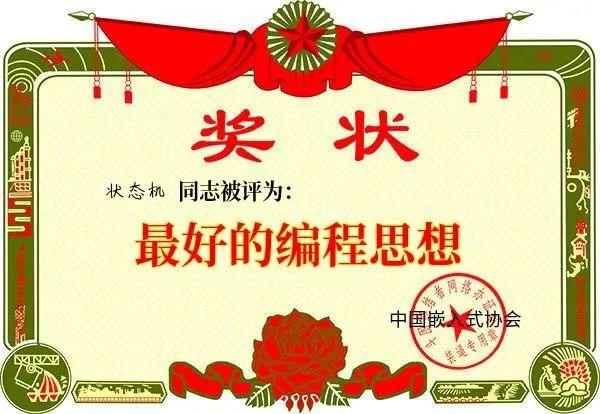 奖状
状态机 同志被评为：
最好的编程思想
中国嵌入式协会